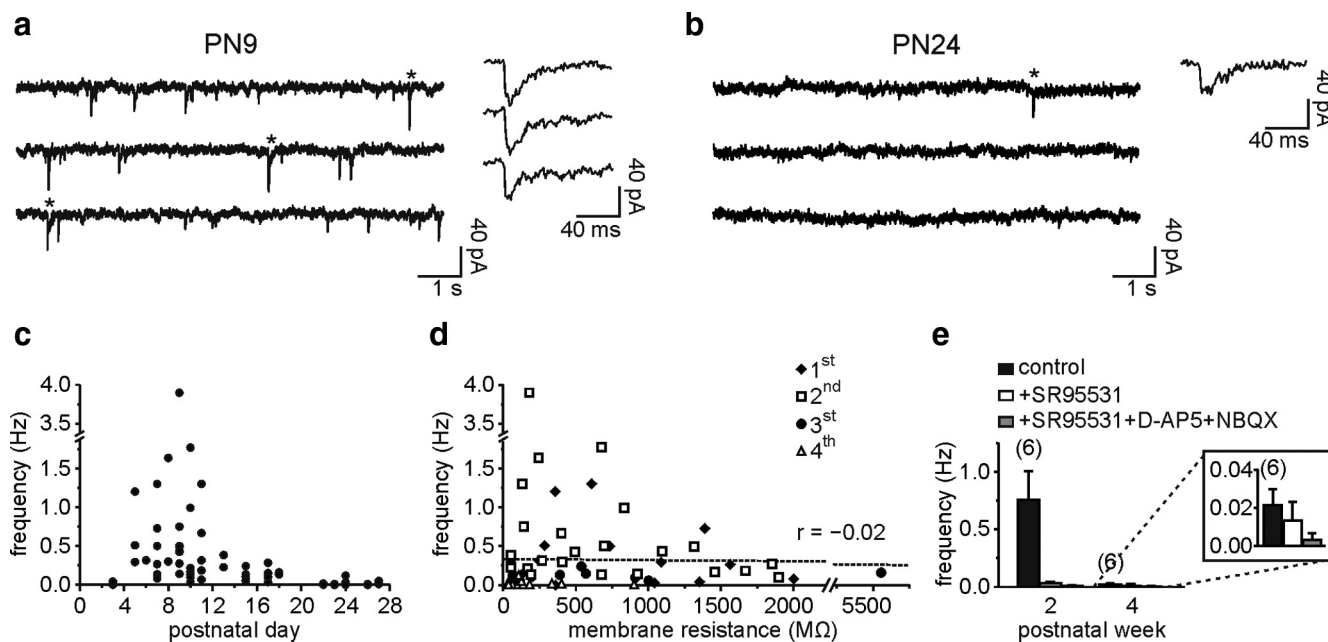 a
PN9
*
*
*
40 pA
1 s
40 pA
40 ms
b
PN24
*
40 pA
1 s
40 pA
40 ms
c
frequency (Hz)
4.0
3.5
1.5
1.0
0.5
0.0
0 4 8 12 16 20 24 28
postnatal day
d
frequency (Hz)
4.0
3.5
1.5
1.0
0.5
0.0
0 500 1000 1500 2000 5500
membrane resistance (MΩ)
1st
2nd
3st
4th
r = −0.02
e
control
+SR95531
+SR95531+D-AP5+NBQX
frequency (Hz)
1.0
0.5
0.0
(6)
(6)
2 4
postnatal week
0.04
0.02
0.00
(6)